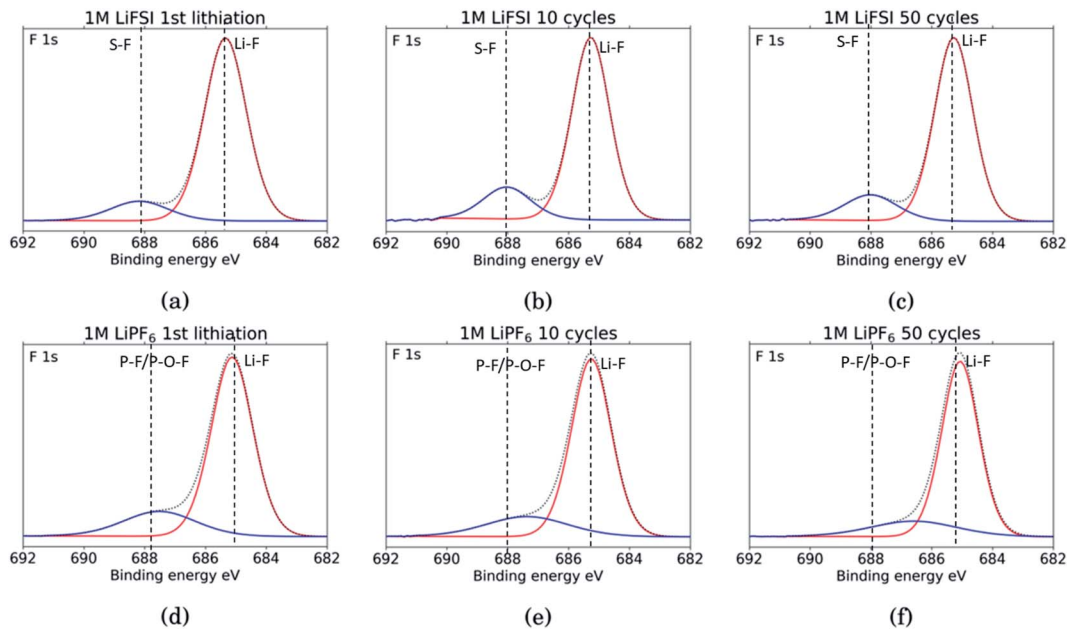 1M LiFSI 1st lithiation
F 1s
S-F
Li-F
692 690 688 686 684 682
Binding energy eV
(a)
1M LiFSI 10 cycles
F 1s
S-F
Li-F
692 690 688 686 684 682
Binding energy eV
(b)
1M LiFSI 50 cycles
F 1s
S-F
Li-F
692 690 688 686 684 682
Binding energy eV
(c)
1M LiPF₆ 1st lithiation
F 1s
P-F/P-O-F
Li-F
692 690 688 686 684 682
Binding energy eV
(d)
1M LiPF₆ 10 cycles
F 1s
P-F/P-O-F
Li-F
692 690 688 686 684 682
Binding energy eV
(e)
1M LiPF₆ 50 cycles
F 1s
P-F/P-O-F
Li-F
692 690 688 686 684 682
Binding energy eV
(f)